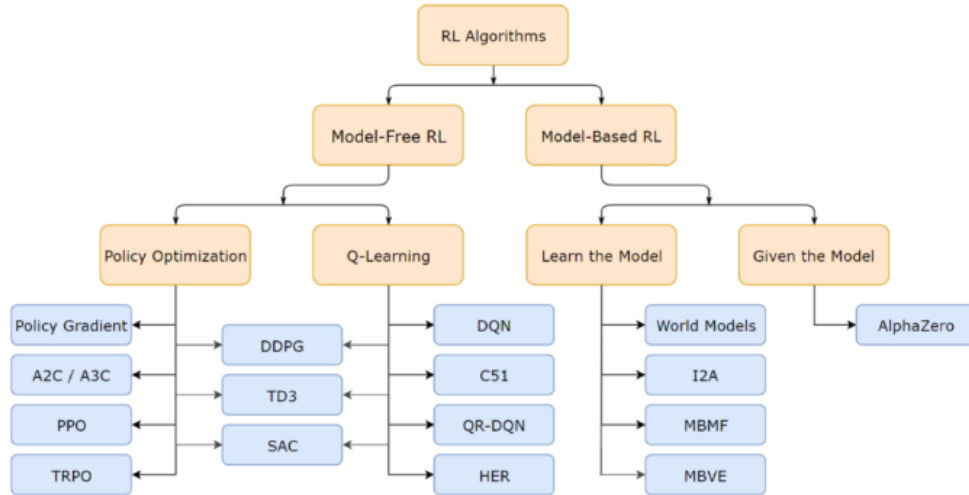 RL Algorithms
Model-Free RL
Model-Based RL
Policy Optimization
Q-Learning
Learn the Model
Given the Model
Policy Gradient
DDPG
DQN
World Models
AlphaZero
A2C / A3C
TD3
C51
I2A
PPO
SAC
QR-DQN
MBMF
TRPO
HER
MBVE